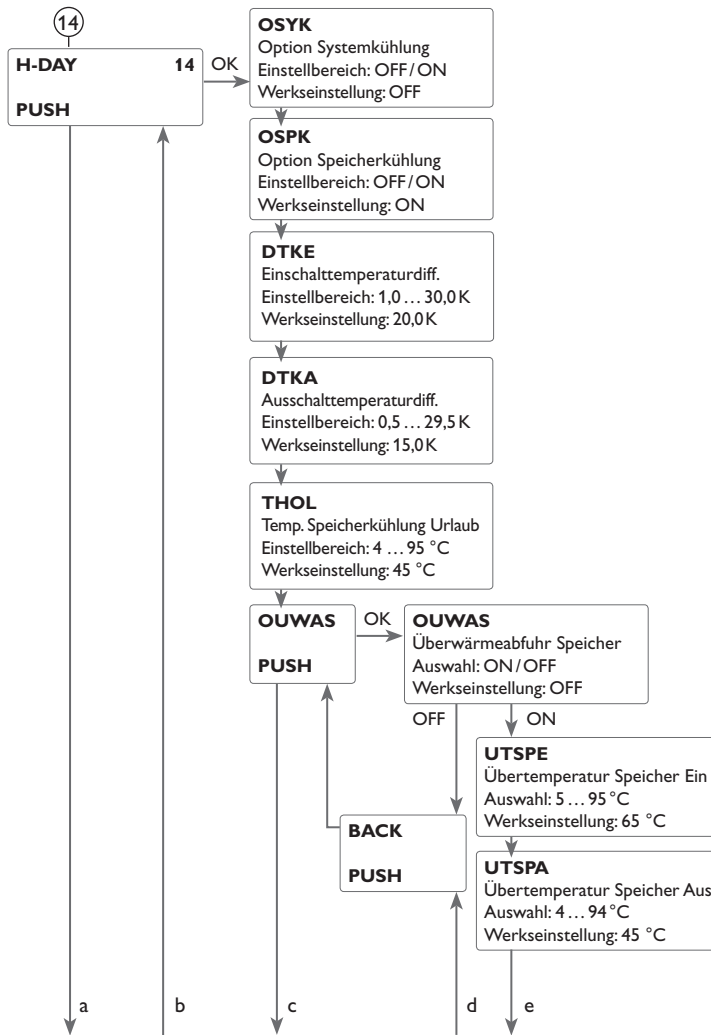 14
H-DAY 14
PUSH
OK
OSYK
Option Systemkühlung
Einstellbereich: OFF/ON
Werkseinstellung: OFF
OSPK
Option Speicherkühlung
Einstellbereich: OFF/ON
Werkseinstellung: ON
DTKE
Einschalttemperaturdiff.
Einstellbereich: 1,0 … 30,0 K
Werkseinstellung: 20,0 K
DTKA
Ausschalttemperaturdiff.
Einstellbereich: 0,5 … 29,5 K
Werkseinstellung: 15,0 K
THOL
Temp. Speicherkühlung Urlaub
Einstellbereich: 4 … 95 °C
Werkseinstellung: 45 °C
OUWAS
PUSH
OK
OUWAS
Überwärmeabfuhr Speicher
Auswahl: ON/OFF
Werkseinstellung: OFF
OFF
ON
UTSPE
Übertemperatur Speicher Ein
Auswahl: 5 … 95 °C
Werkseinstellung: 65 °C
BACK
PUSH
UTSPA
Übertemperatur Speicher Aus
Auswahl: 4 … 94 °C
Werkseinstellung: 45 °C
a
b
c
d
e